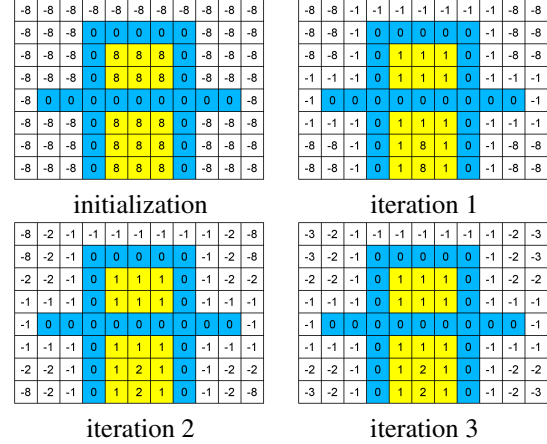 -8 -8 -8 -8 -8 -8 -8 -8 -8 -8 -8
-8 -8 -8 0 0 0 0 0 -8 -8 -8
-8 -8 -8 0 8 8 8 0 -8 -8 -8
-8 -8 -8 0 8 8 8 0 -8 -8 -8
-8 0 0 0 0 0 0 0 0 0 -8
-8 -8 -8 0 8 8 8 0 -8 -8 -8
-8 -8 -8 0 8 8 8 0 -8 -8 -8
-8 -8 -8 0 8 8 8 0 -8 -8 -8
initialization
-8 -8 -1 -1 -1 -1 -1 -1 -1 -8 -8
-8 -8 -1 0 0 0 0 0 -1 -8 -8
-8 -8 -1 0 1 1 1 0 -1 -8 -8
-1 -1 -1 0 1 1 1 0 -1 -1 -1
-1 0 0 0 0 0 0 0 0 0 -1
-1 -1 -1 0 1 1 1 0 -1 -1 -1
-8 -8 -1 0 1 8 1 0 -1 -8 -8
-8 -8 -1 0 1 8 1 0 -1 -8 -8
iteration 1
-8 -2 -1 -1 -1 -1 -1 -1 -1 -2 -8
-8 -2 -1 0 0 0 0 0 -1 -2 -8
-2 -2 -1 0 1 1 1 0 -1 -2 -2
-1 -1 -1 0 1 1 1 0 -1 -1 -1
-1 0 0 0 0 0 0 0 0 0 -1
-1 -1 -1 0 1 1 1 0 -1 -1 -1
-2 -2 -1 0 1 2 1 0 -1 -2 -2
-8 -2 -1 0 1 2 1 0 -1 -2 -8
iteration 2
-3 -2 -1 -1 -1 -1 -1 -1 -1 -2 -3
-3 -2 -1 0 0 0 0 0 -1 -2 -3
-2 -2 -1 0 1 1 1 0 -1 -2 -2
-1 -1 -1 0 1 1 1 0 -1 -1 -1
-1 0 0 0 0 0 0 0 0 0 -1
-1 -1 -1 0 1 1 1 0 -1 -1 -1
-2 -2 -1 0 1 2 1 0 -1 -2 -2
-3 -2 -1 0 1 2 1 0 -1 -2 -3
iteration 3